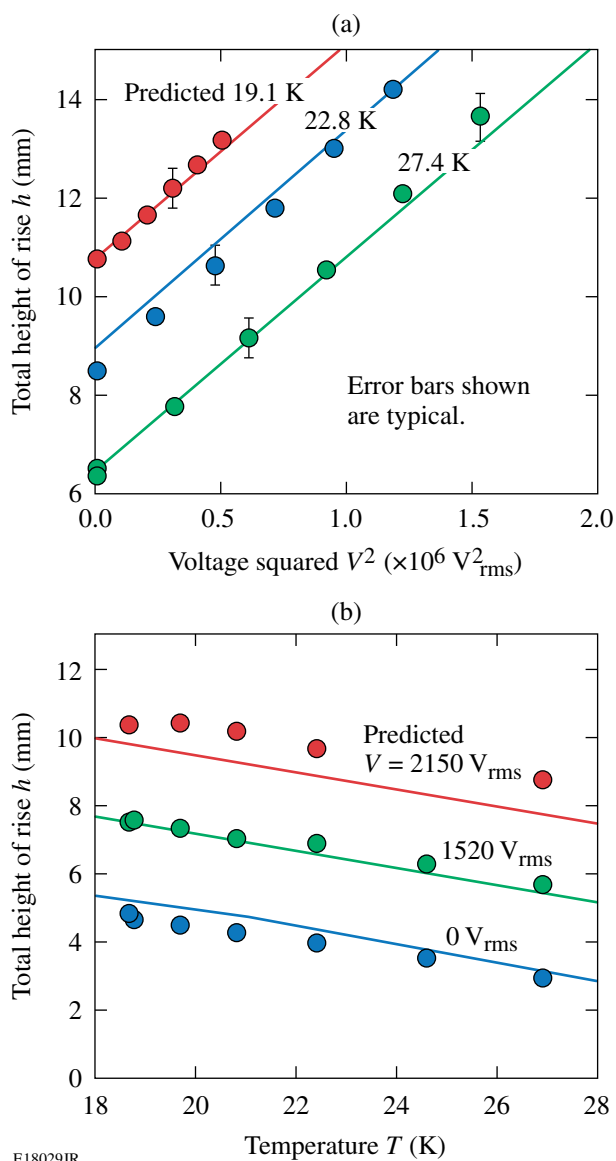 (a)
Total height of rise h (mm)
14
12
10
8
6
Predicted 19.1 K
22.8 K
27.4 K
Error bars shown
are typical.
0.0 0.5 1.0 1.5 2.0
Voltage squared V² (×10⁶ V²rms)
(b)
Total height of rise h (mm)
12
10
8
6
4
2
0
Predicted
V = 2150 Vrms
1520 Vrms
0 Vrms
18 20 22 24 26 28
Temperature T (K)
E18029JR